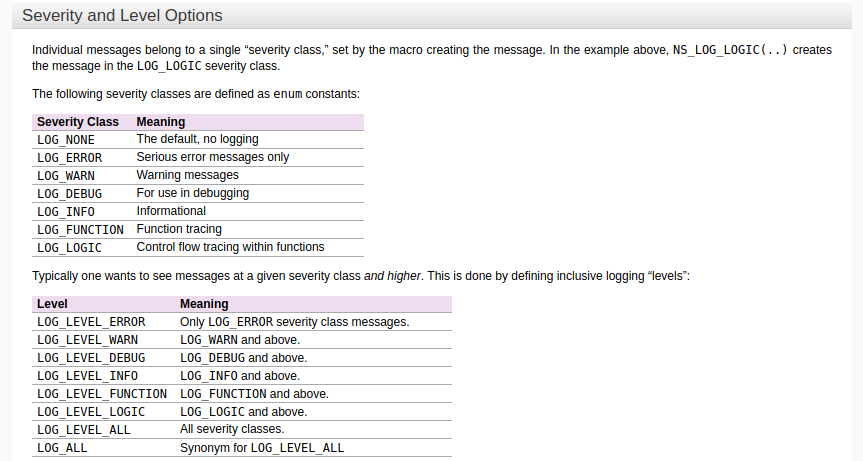 Severity and Level Options
Individual messages belong to a single “severity class,” set by the macro creating the message. In the example above, NS_LOG_LOGIC(..) creates
the message in the LOG_LOGIC severity class.
The following severity classes are defined as enum constants:
Severity Class Meaning
LOG_NONE The default, no logging
LOG_ERROR Serious error messages only
LOG_WARN Warning messages
LOG_DEBUG For use in debugging
LOG_INFO Informational
LOG_FUNCTION Function tracing
LOG_LOGIC Control flow tracing within functions
Typically one wants to see messages at a given severity class and higher. This is done by defining inclusive logging “levels”:
Level Meaning
LOG_LEVEL_ERROR Only LOG_ERROR severity class messages.
LOG_LEVEL_WARN LOG_WARN and above.
LOG_LEVEL_DEBUG LOG_DEBUG and above.
LOG_LEVEL_INFO LOG_INFO and above.
LOG_LEVEL_FUNCTION LOG_FUNCTION and above.
LOG_LEVEL_LOGIC LOG_LOGIC and above.
LOG_LEVEL_ALL All severity classes.
LOG_ALL Synonym for LOG_LEVEL_ALL